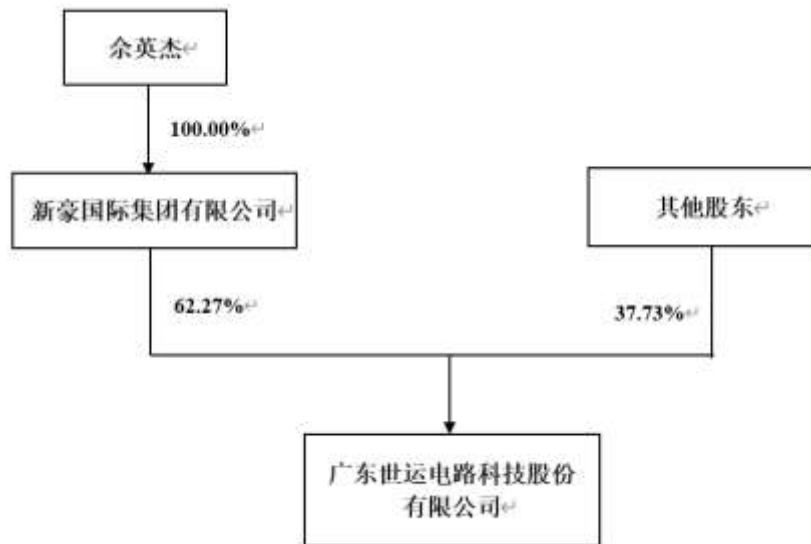 佘英杰↵
100.00%↵
新豪国际集团有限公司↵
其他股东↵
62.27%↵
37.73%↵
广东世运电路科技股份
有限公司↵